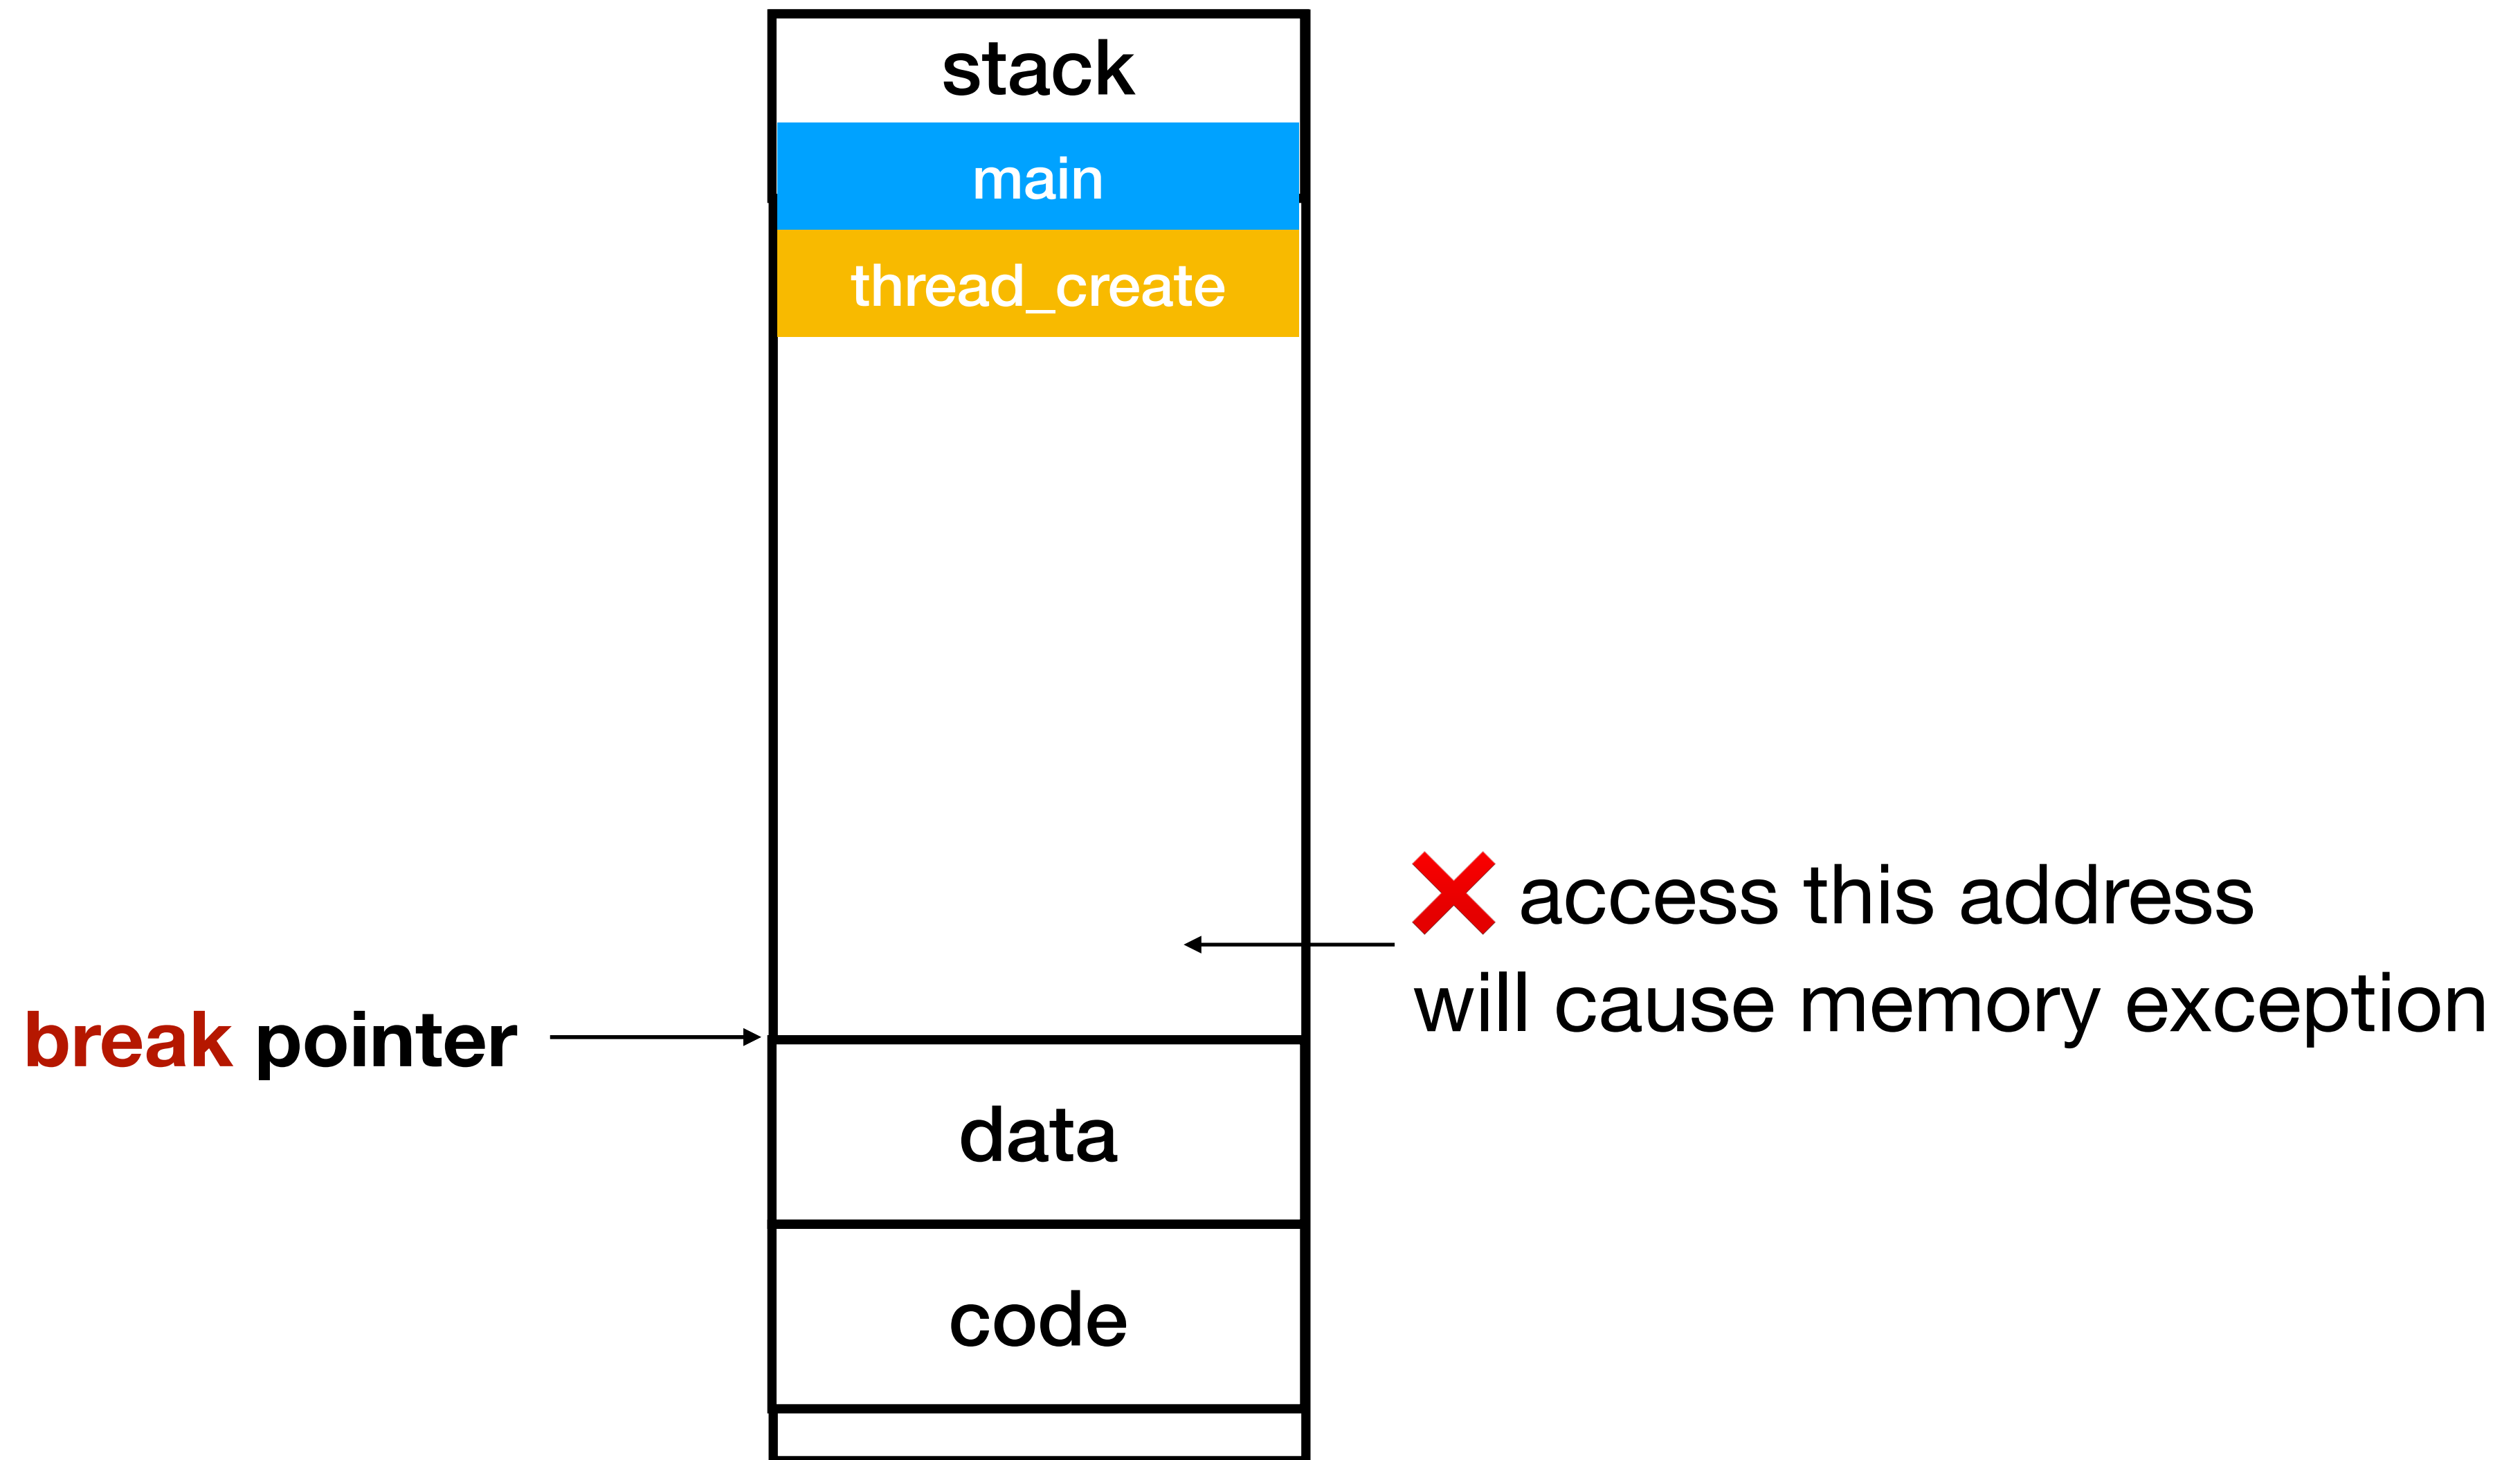 stack
main
thread_create
❌ access this address
will cause memory exception
break pointer
data
code